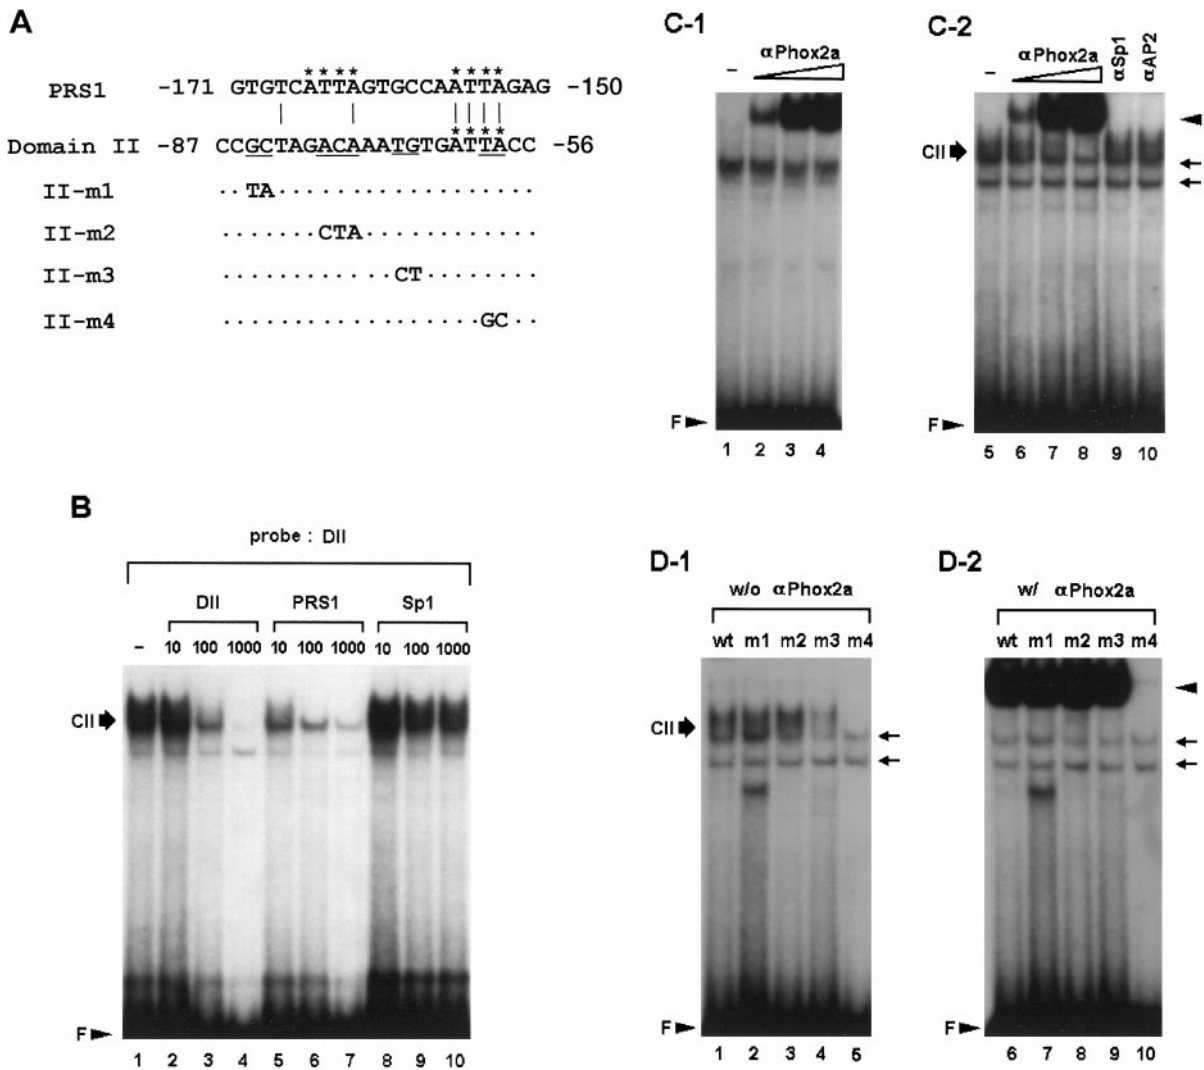 A
PRS1 -171 GTGTCATTAGTGCCAAATTAGAG -150
Domain II -87 CCGCTAGACAAATGTGATTACC -56
II-m1 ..TA..................
II-m2 .......CTA............
II-m3 ............CT........
II-m4 ..................GC..
**** ****
****
B
probe : DII
DII PRS1 Sp1
– 10 100 1000 10 100 1000 10 100 1000
CII
F
1 2 3 4 5 6 7 8 9 10
C-1
αPhox2a
–
F
1 2 3 4
C-2
αPhox2a αSp1 αAP2
–
CII
F
5 6 7 8 9 10
D-1
w/o αPhox2a
wt m1 m2 m3 m4
CII
F
1 2 3 4 5
D-2
w/ αPhox2a
wt m1 m2 m3 m4
F
6 7 8 9 10